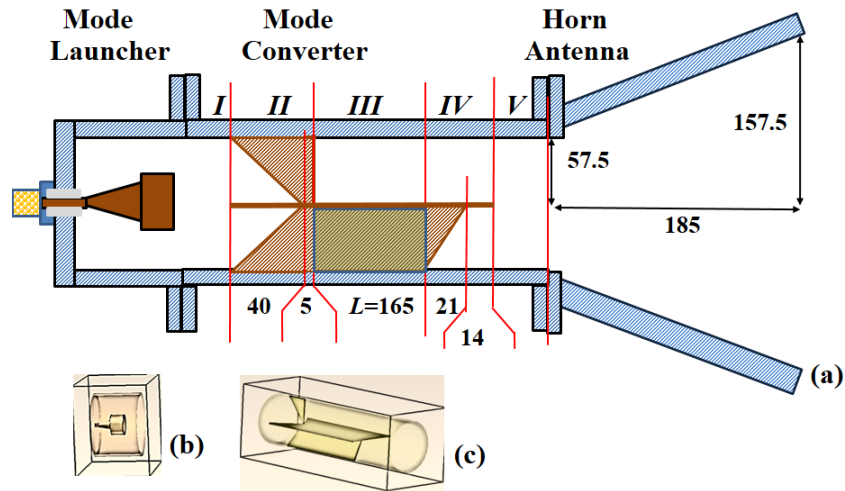 Mode
Launcher
Mode
Converter
Horn
Antenna
I II III IV V
157.5
57.5
185
40 5 L=165 21
14
(a)
(b)
(c)